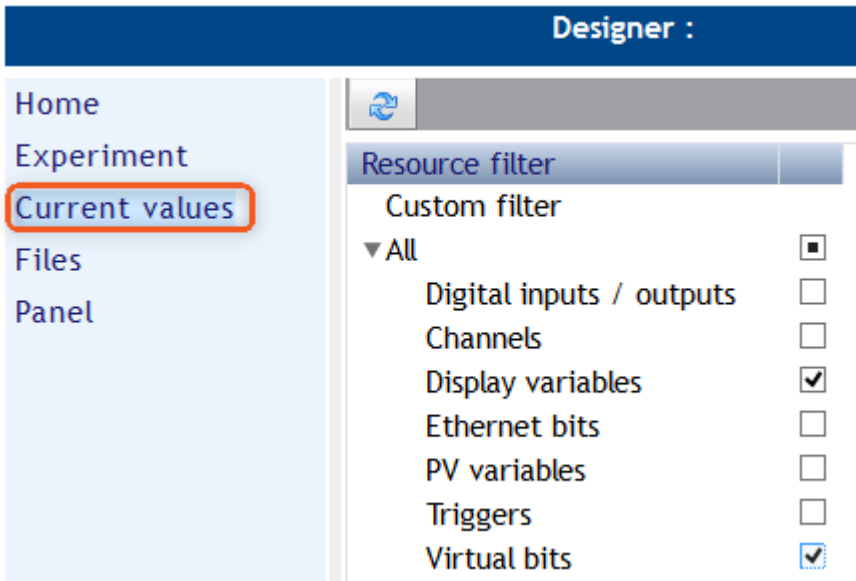 Designer :
Home
Experiment
Current values
Files
Panel
Resource filter
Custom filter
All
Digital inputs / outputs
Channels
Display variables
Ethernet bits
PV variables
Triggers
Virtual bits